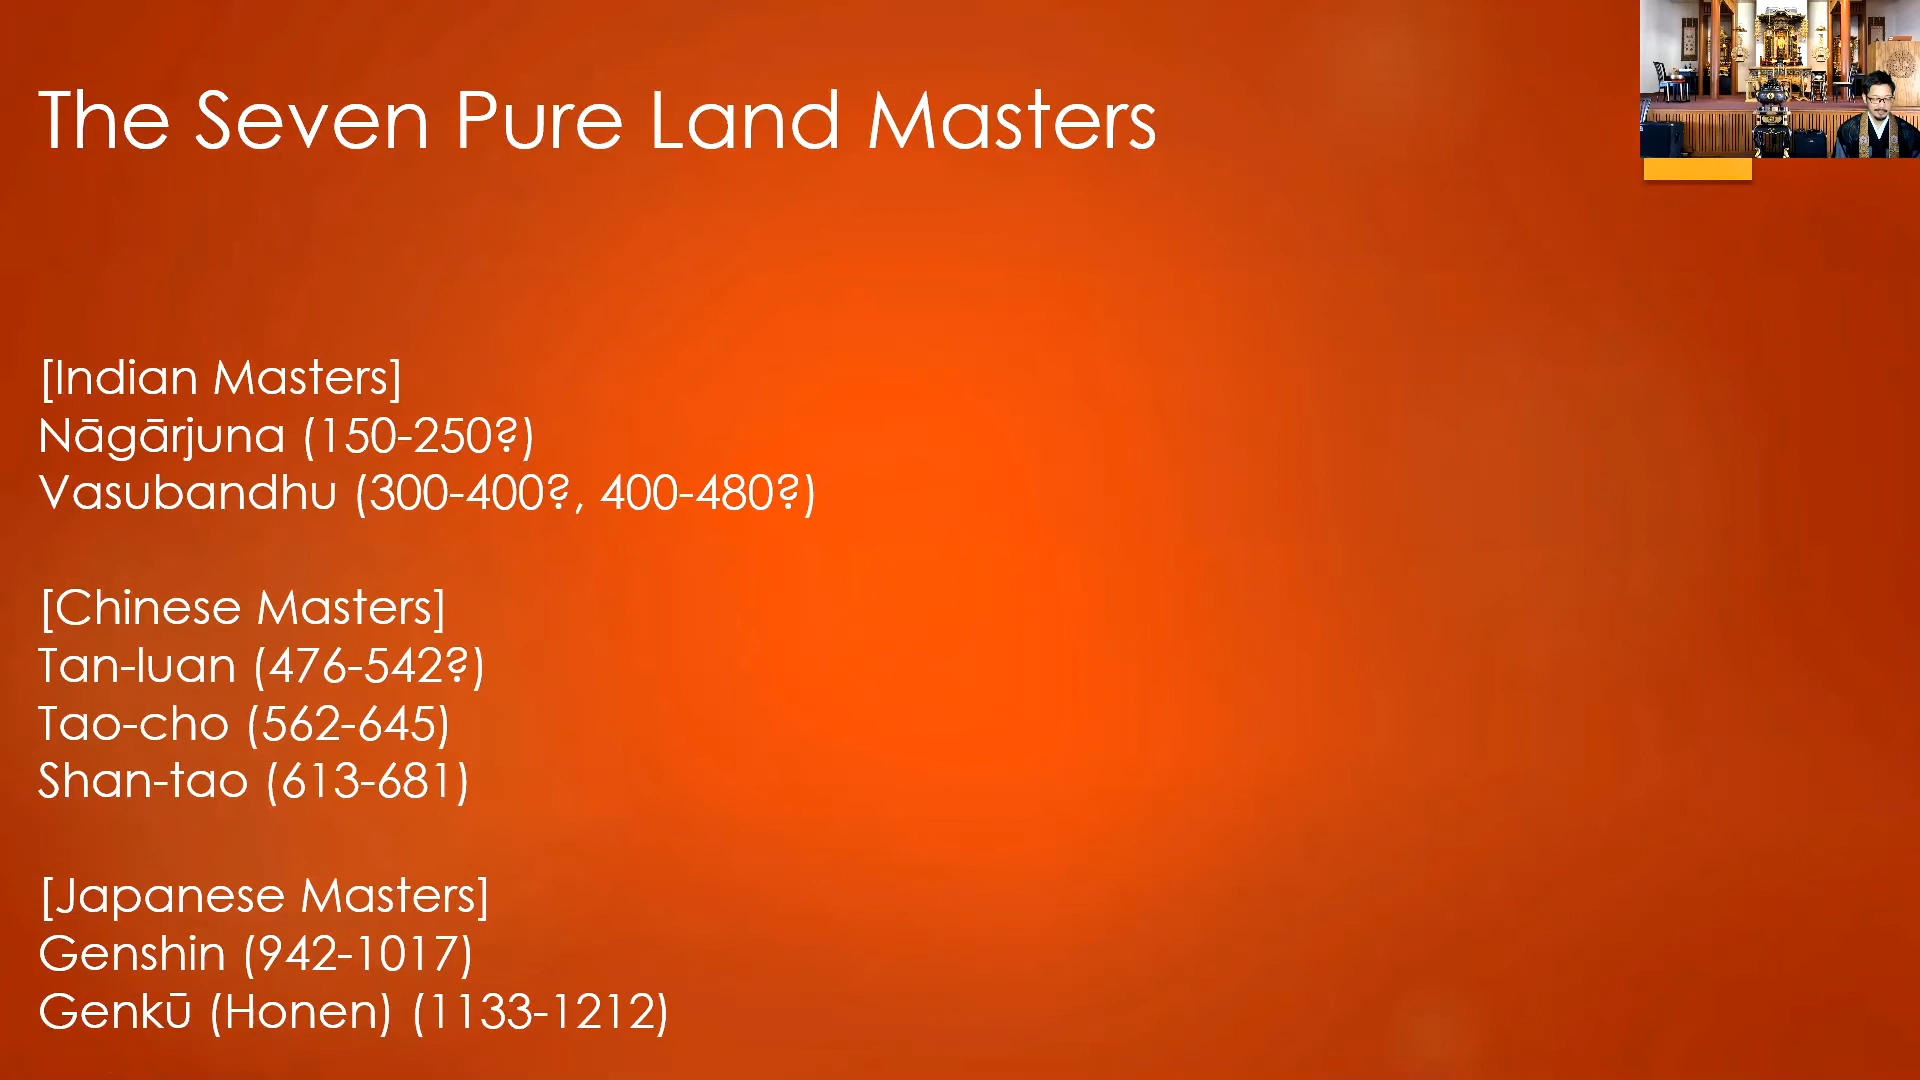 The Seven Pure Land Masters
[Indian Masters]
Nāgārjuna (150-250?)
Vasubandhu (300-400?, 400-480?)
[Chinese Masters]
Tan-luan (476-542?)
Tao-cho (562-645)
Shan-tao (613-681)
[Japanese Masters]
Genshin (942-1017)
Genkū (Honen) (1133-1212)